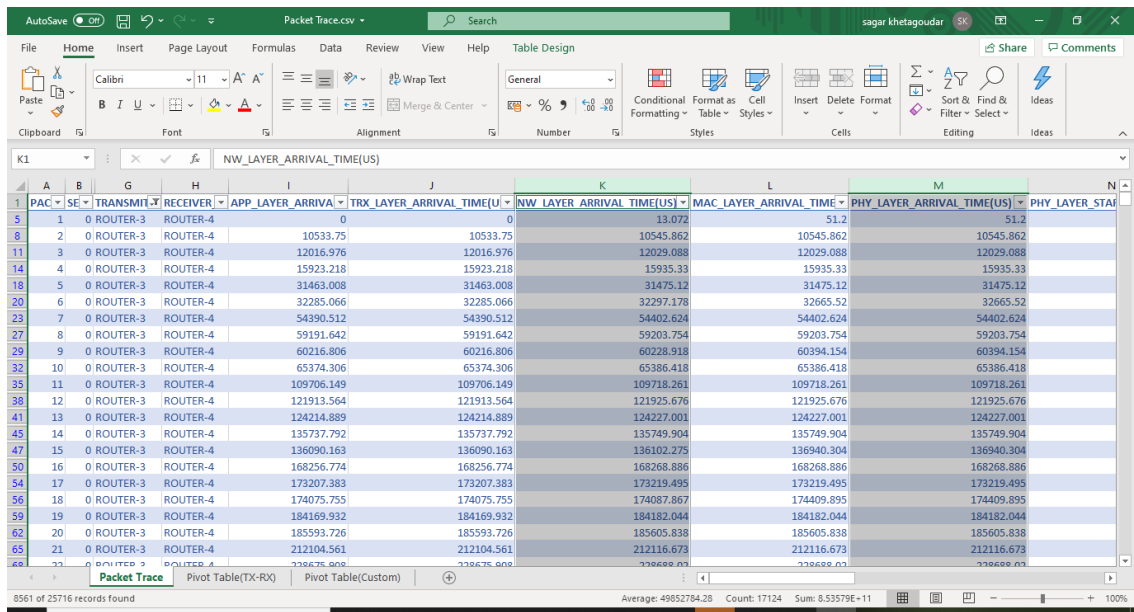 AutoSave Off Packet Trace.csv Search sagar khetagoudar SK
File Home Insert Page Layout Formulas Data Review View Help Table Design Share Comments
Paste Calibri 11 A A Wrap Text General Conditional Formatting Format as Table Cell Styles Insert Delete Format Sort & Filter Find & Select Ideas
B I U A Merge & Center % 9
Clipboard Font Alignment Number Styles Cells Editing Ideas
K1 fx NW_LAYER_ARRIVAL_TIME(US)
A B G H I J K L M N
1 PAC SE TRANSMIT RECEIVER APP_LAYER_ARRIVA TRX_LAYER_ARRIVAL_TIME(U NW_LAYER_ARRIVAL_TIME(US) MAC_LAYER_ARRIVAL_TIME PHY_LAYER_ARRIVAL_TIME(US) PHY_LAYER_STAR
5 1 0 ROUTER-3 ROUTER-4 0 0 13.072 51.2 51.2
8 2 0 ROUTER-3 ROUTER-4 10533.75 10533.75 10545.862 10545.862 10545.862
11 3 0 ROUTER-3 ROUTER-4 12016.976 12016.976 12029.088 12029.088 12029.088
14 4 0 ROUTER-3 ROUTER-4 15923.218 15923.218 15935.33 15935.33 15935.33
18 5 0 ROUTER-3 ROUTER-4 31463.008 31463.008 31475.12 31475.12 31475.12
20 6 0 ROUTER-3 ROUTER-4 32285.066 32285.066 32297.178 32665.52 32665.52
23 7 0 ROUTER-3 ROUTER-4 54390.512 54390.512 54402.624 54402.624 54402.624
27 8 0 ROUTER-3 ROUTER-4 59191.642 59191.642 59203.754 59203.754 59203.754
29 9 0 ROUTER-3 ROUTER-4 60216.806 60216.806 60228.918 60394.154 60394.154
32 10 0 ROUTER-3 ROUTER-4 65374.306 65374.306 65386.418 65386.418 65386.418
35 11 0 ROUTER-3 ROUTER-4 109706.149 109706.149 109718.261 109718.261 109718.261
38 12 0 ROUTER-3 ROUTER-4 121913.564 121913.564 121925.676 121925.676 121925.676
41 13 0 ROUTER-3 ROUTER-4 124214.889 124214.889 124227.001 124227.001 124227.001
45 14 0 ROUTER-3 ROUTER-4 135737.792 135737.792 135749.904 135749.904 135749.904
47 15 0 ROUTER-3 ROUTER-4 136090.163 136090.163 136102.275 136940.304 136940.304
50 16 0 ROUTER-3 ROUTER-4 168256.774 168256.774 168268.886 168268.886 168268.886
54 17 0 ROUTER-3 ROUTER-4 173207.383 173207.383 173219.495 173219.495 173219.495
56 18 0 ROUTER-3 ROUTER-4 174075.755 174075.755 174087.867 174409.895 174409.895
59 19 0 ROUTER-3 ROUTER-4 184169.932 184169.932 184182.044 184182.044 184182.044
62 20 0 ROUTER-3 ROUTER-4 185593.726 185593.726 185605.838 185605.838 185605.838
65 21 0 ROUTER-3 ROUTER-4 212104.561 212104.561 212116.673 212116.673 212116.673
68 22 0 ROUTER-3 ROUTER-4 228675.908 228675.908 228688.02 228688.02 228688.02
Packet Trace Pivot Table(TX-RX) Pivot Table(Custom)
8561 of 25716 records found Average: 49852784.28 Count: 17124 Sum: 8.53579E+11 100%